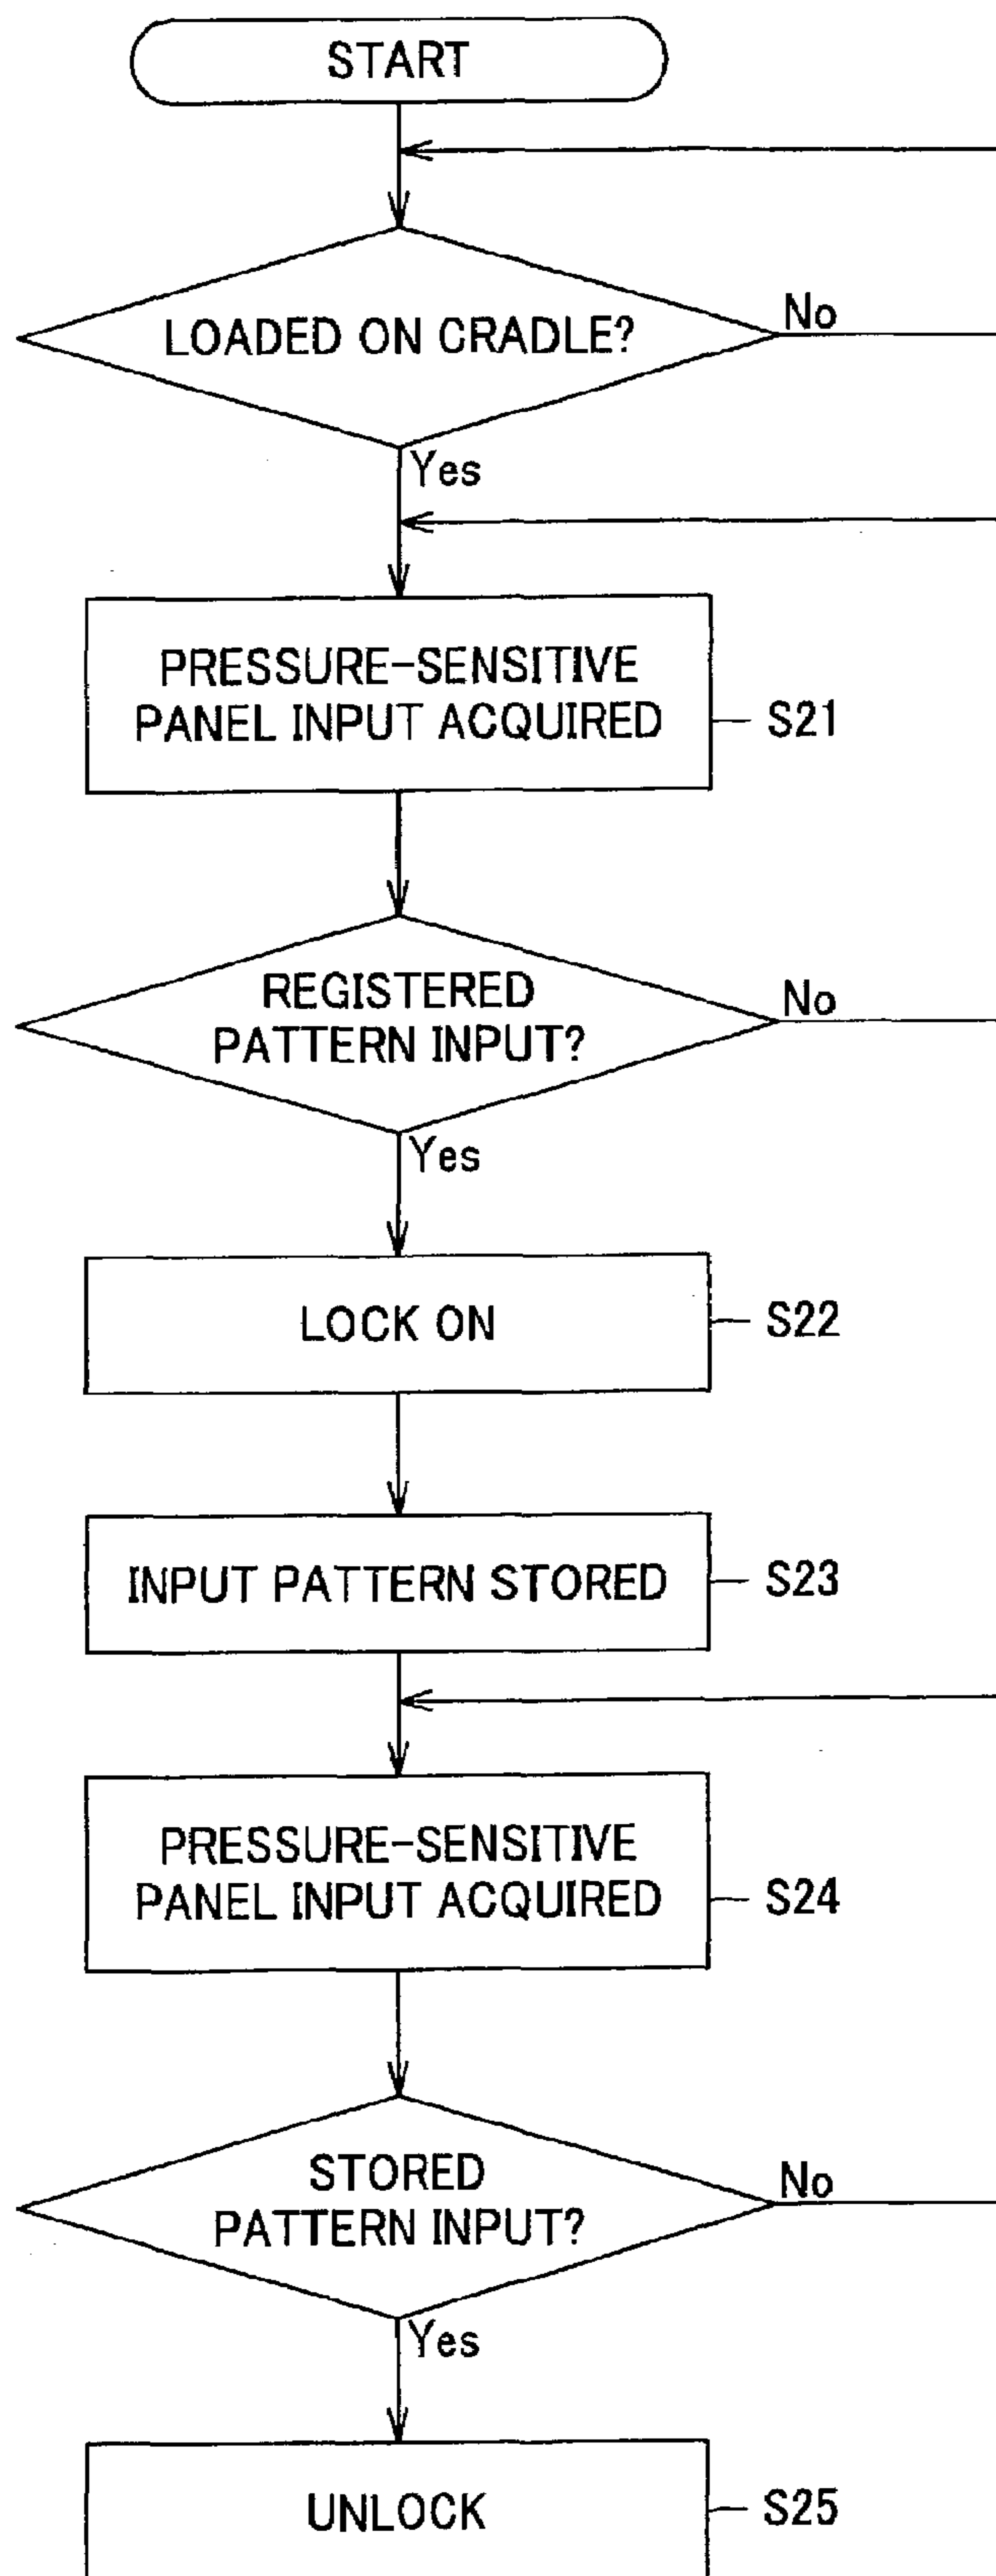 START
LOADED ON CRADLE?
No
Yes
PRESSURE-SENSITIVE
PANEL INPUT ACQUIRED
S21
REGISTERED
PATTERN INPUT?
No
Yes
LOCK ON
S22
INPUT PATTERN STORED
S23
PRESSURE-SENSITIVE
PANEL INPUT ACQUIRED
S24
STORED
PATTERN INPUT?
No
Yes
UNLOCK
S25